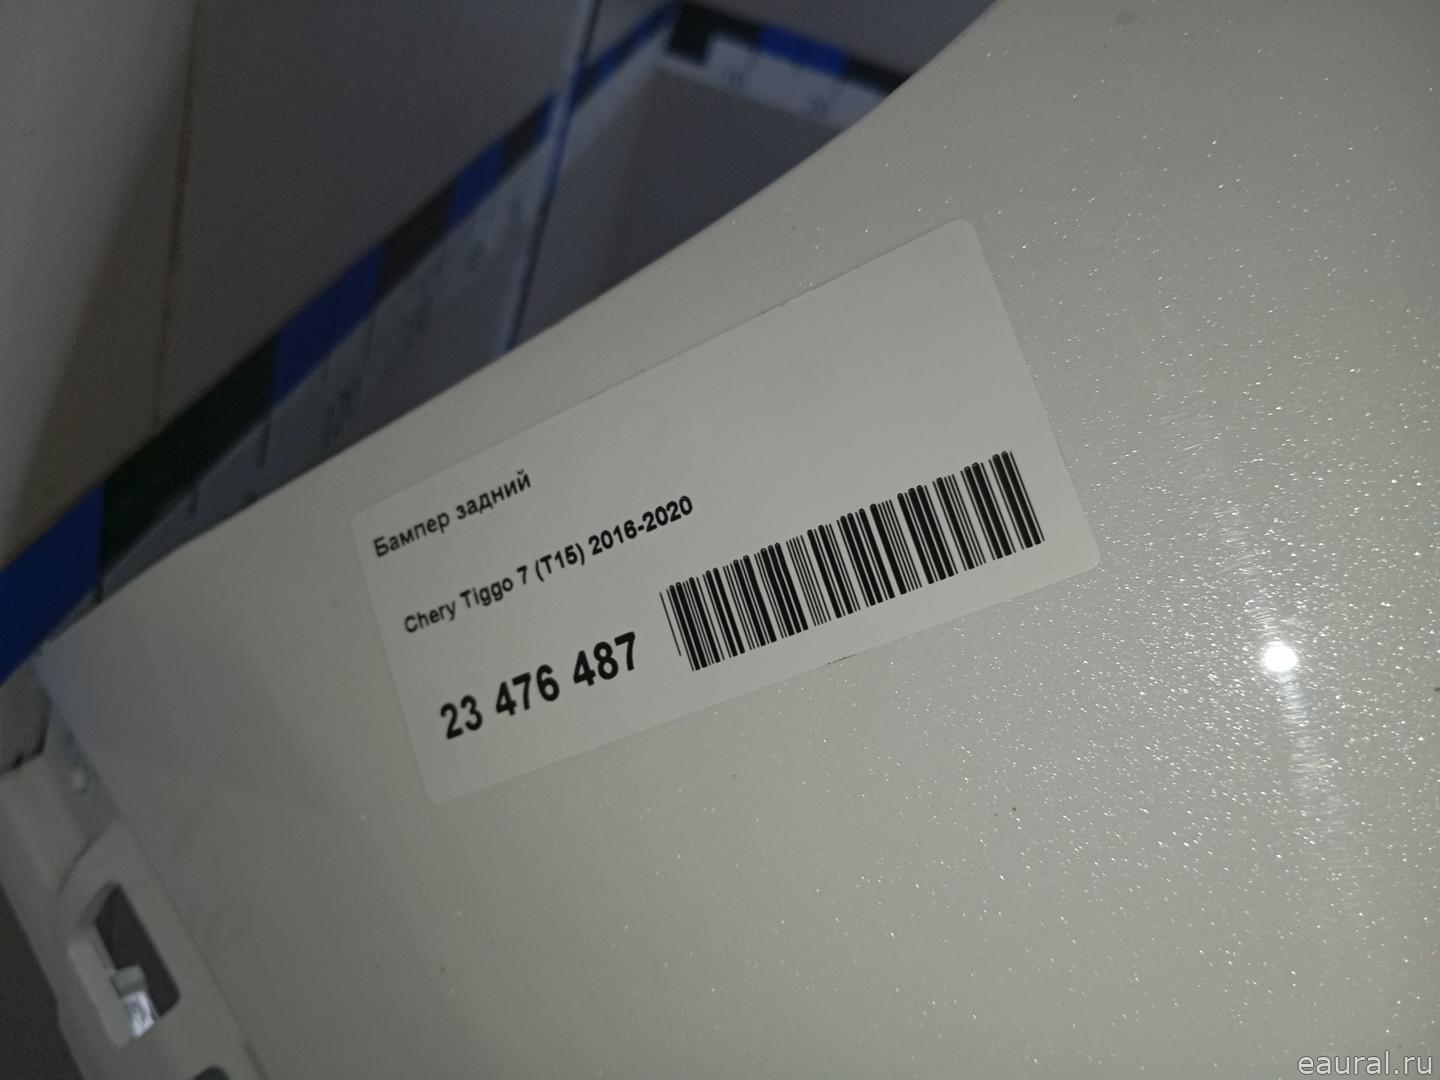 Бампер задний
Chery Tiggo 7 (T15) 2016-2020
23 476 487
eaural.ru